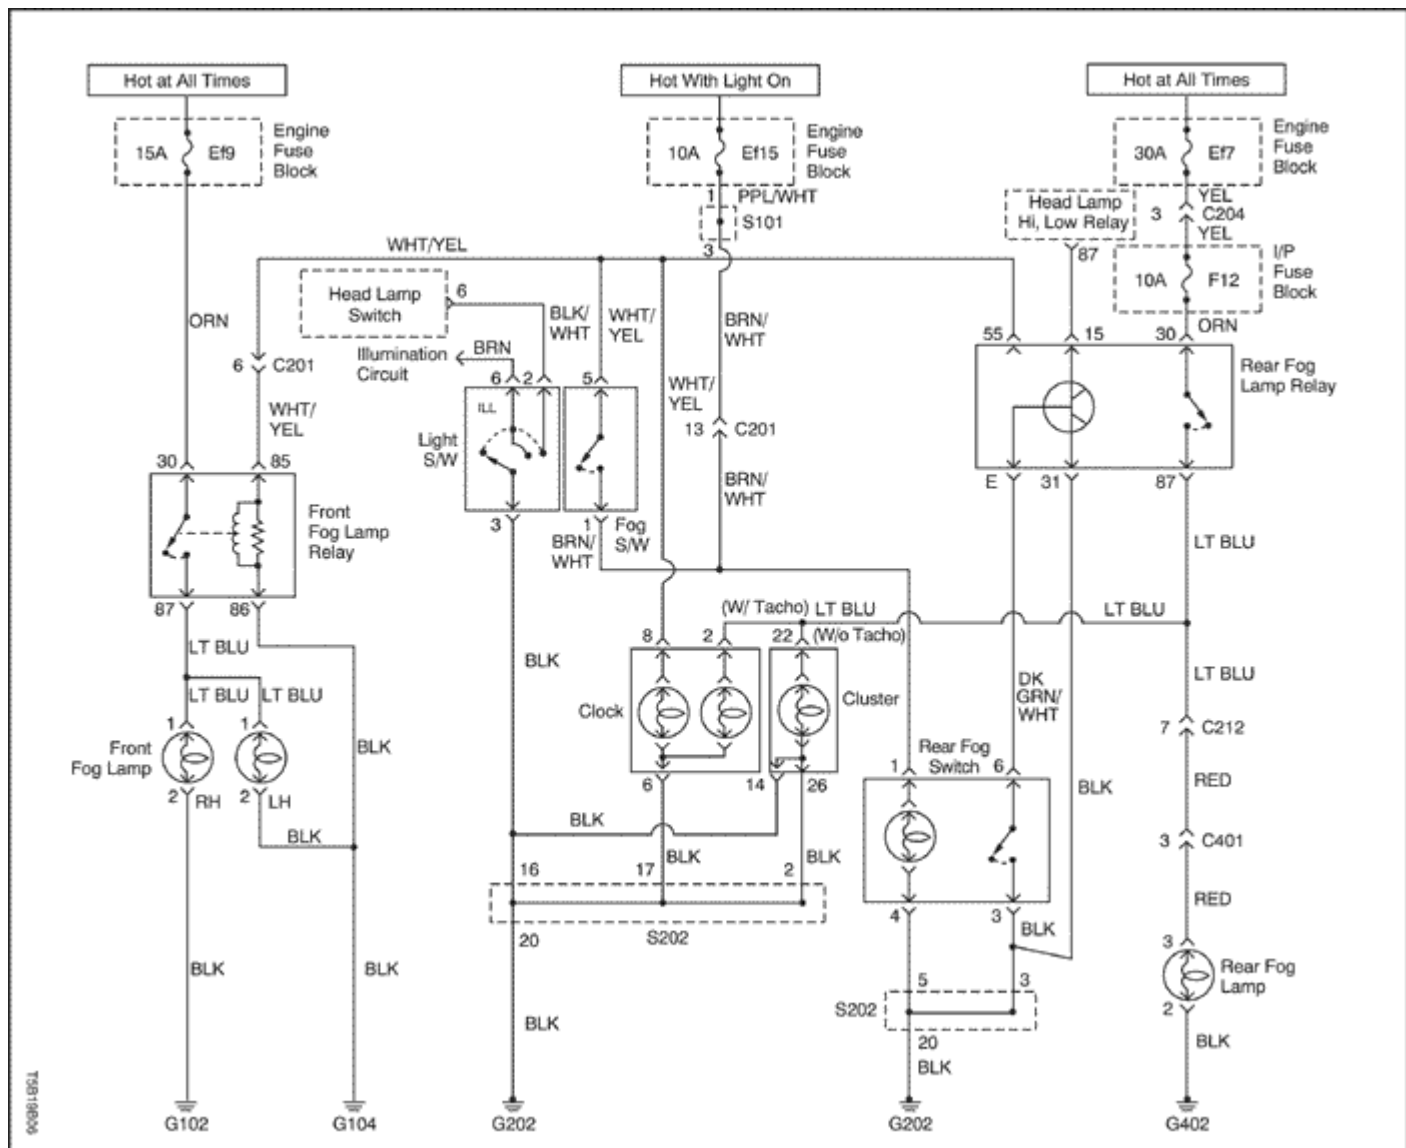 Hot at All Times
Hot With Light On
Hot at All Times
15A
Ef9
Engine
Fuse
Block
10A
Ef15
Engine
Fuse
Block
30A
Ef7
Engine
Fuse
Block
1
PPL/WHT
S101
3
Head Lamp
Hi, Low Relay
87
YEL
3
C204
YEL
10A
F12
I/P
Fuse
Block
ORN
WHT/YEL
Head Lamp
Switch
6
BLK/
WHT
WHT/
YEL
BRN/
WHT
ORN
Illumination
Circuit
BRN
6
C201
WHT/
YEL
6
2
5
WHT/
YEL
13
C201
BRN/
WHT
55
15
30
Rear Fog
Lamp Relay
ILL
Light
S/W
30
85
Front
Fog Lamp
Relay
3
1
Fog
S/W
BRN/
WHT
E
31
87
LT BLU
87
86
LT BLU
LT BLU
LT BLU
(W/ Tacho)
LT BLU
LT BLU
8
2
22
(W/o Tacho)
BLK
DK
GRN/
WHT
LT BLU
Clock
Cluster
1
1
Front
Fog Lamp
2
RH
2
LH
BLK
BLK
6
14
26
Rear Fog
Switch
1
6
BLK
7
C212
RED
3
C401
RED
BLK
BLK
BLK
16
17
2
20
S202
4
3
BLK
3
Rear Fog
Lamp
2
BLK
BLK
BLK
BLK
5
3
S202
20
BLK
G102
G104
G202
G202
G402
T5B19B06